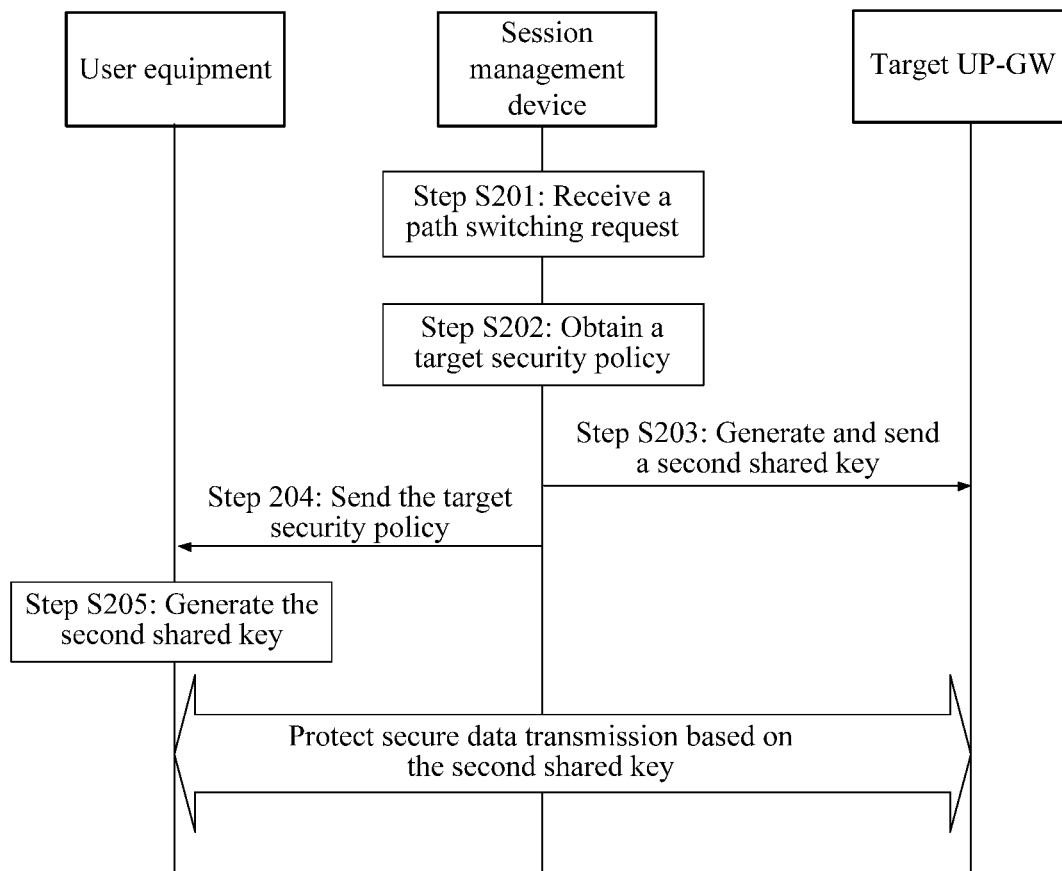 User equipment
Session
management
device
Target UP-GW
Step S201: Receive a
path switching request
Step S202: Obtain a
target security policy
Step S203: Generate and send
a second shared key
Step 204: Send the target
security policy
Step S205: Generate the
second shared key
Protect secure data transmission based on
the second shared key